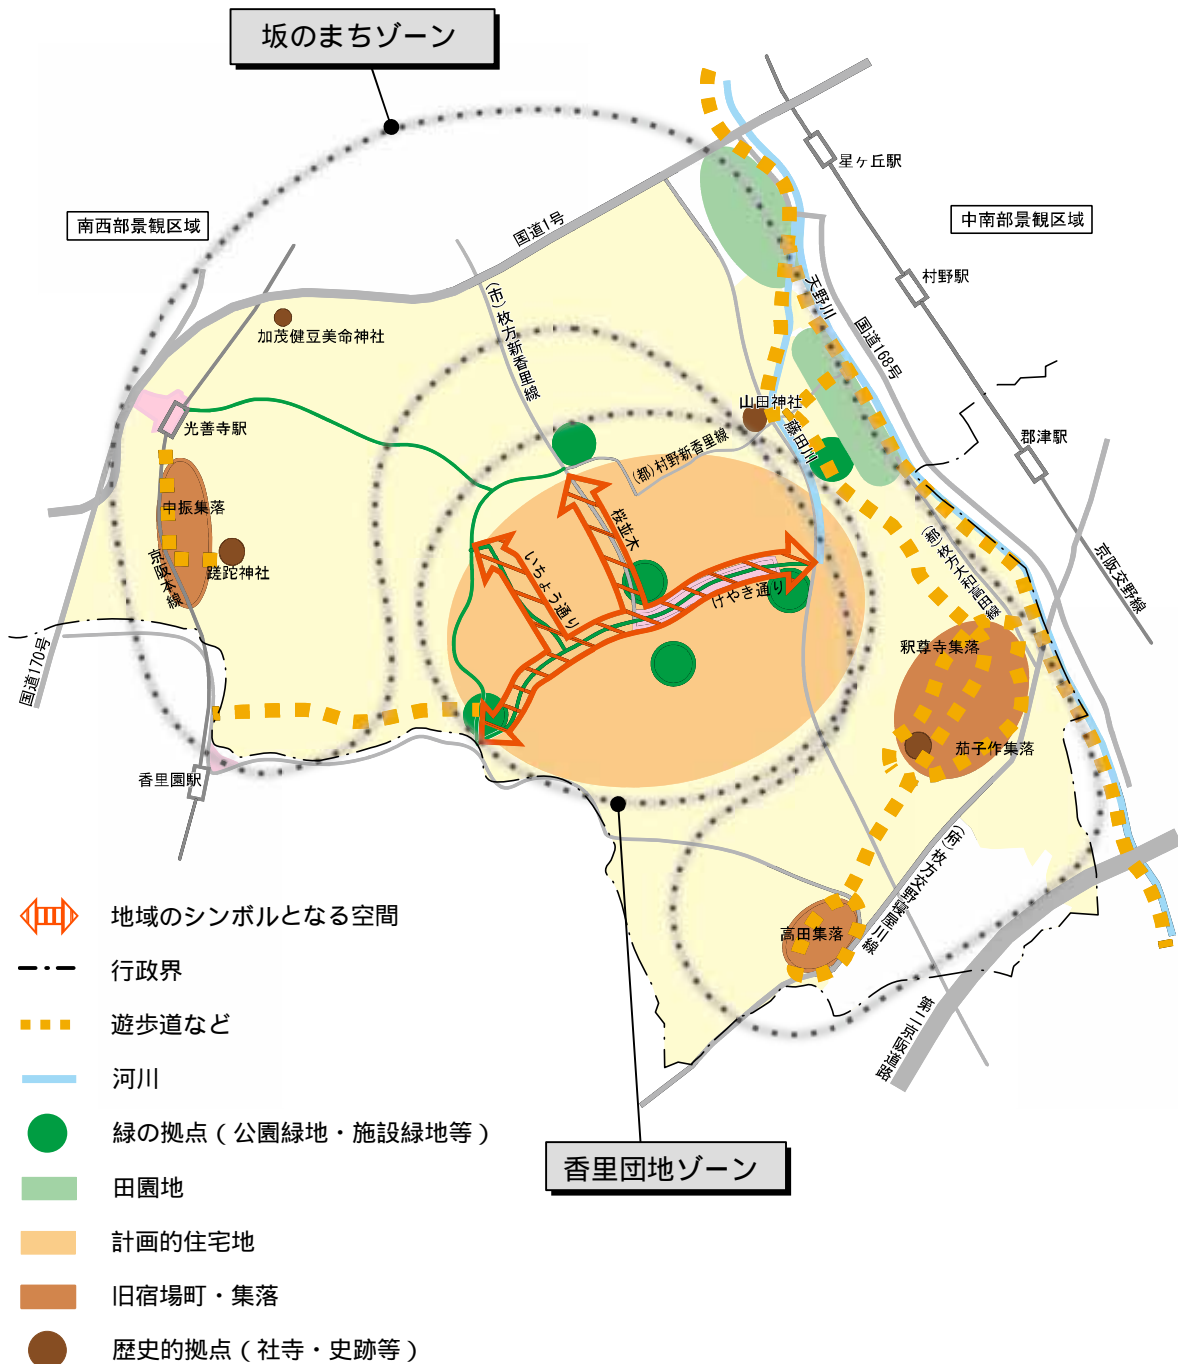 坂のまちゾーン
南西部景観区域
中南部景観区域
星ヶ丘駅
国道1号
村野駅
天野川
国道168号
(市)枚方新香里線
加茂健豆美命神社
山田神社
光善寺駅
藤田川
(都)村野新香里線
郡津駅
中振集落
桜並木
いちょう通り
けやき通り
京阪本線
蹉跎神社
京阪交野線
国道170号
釈尊寺集落
茄子作集落
香里園駅
(府)枚方交野寝屋川線
高田集落
第二京阪道路
香里団地ゾーン
地域のシンボルとなる空間
行政界
遊歩道など
河川
緑の拠点（公園緑地・施設緑地等）
田園地
計画的住宅地
旧宿場町・集落
歴史的拠点（社寺・史跡等）